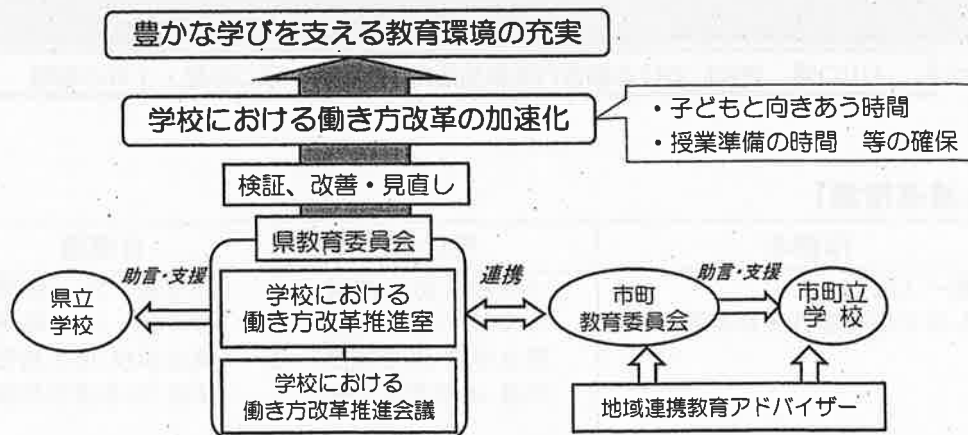 豊かな学びを支える教育環境の充実
学校における働き方改革の加速化
・子どもと向きあう時間
・授業準備の時間　等の確保
検証、改善・見直し
県教育委員会
学校における
働き方改革推進室
学校における
働き方改革推進会議
助言・支援
県立
学校
連携
市町
教育委員会
助言・支援
市町立
学校
地域連携教育アドバイザー